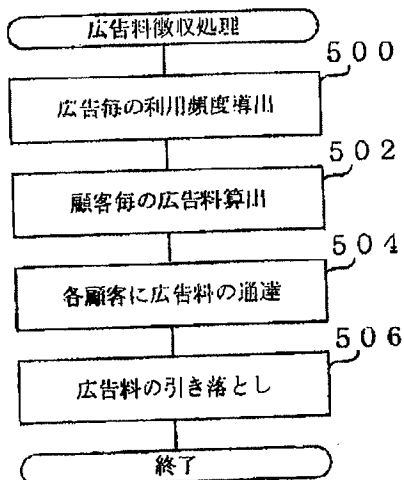 広告料徴収処理
500
広告毎の利用頻度導出
502
顧客毎の広告料算出
504
各顧客に広告料の通達
506
広告料の引き落とし
終了